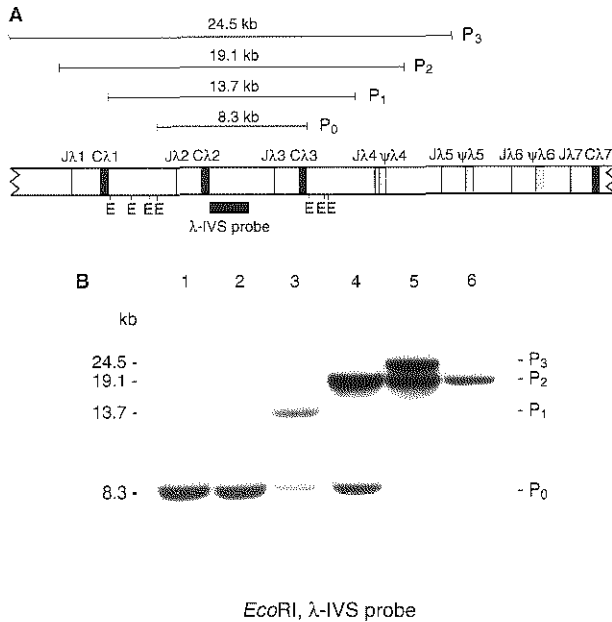 A
24.5 kb P₃
19.1 kb P₂
13.7 kb P₁
8.3 kb P₀
Jλ1 Cλ1 Jλ2 Cλ2 Jλ3 Cλ3 Jλ4 ψλ4 Jλ5 ψλ5 Jλ6 ψλ6 Jλ7 Cλ7
E E E E E E E
λ-IVS probe
B 1 2 3 4 5 6
kb
24.5 - - P₃
19.1 - - P₂
13.7 - - P₁
8.3 - - P₀
EcoRI, λ-IVS probe